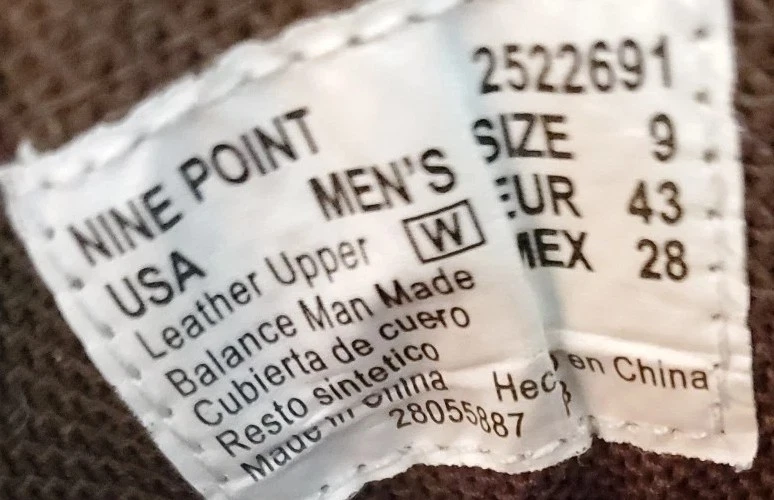 NINE POINT 2522691
USA MEN'S SIZE 9
Leather Upper W EUR 43
Balance Man Made MEX 28
Cubierta de cuero
Resto sintetico
Made in China Hec en China
28055887